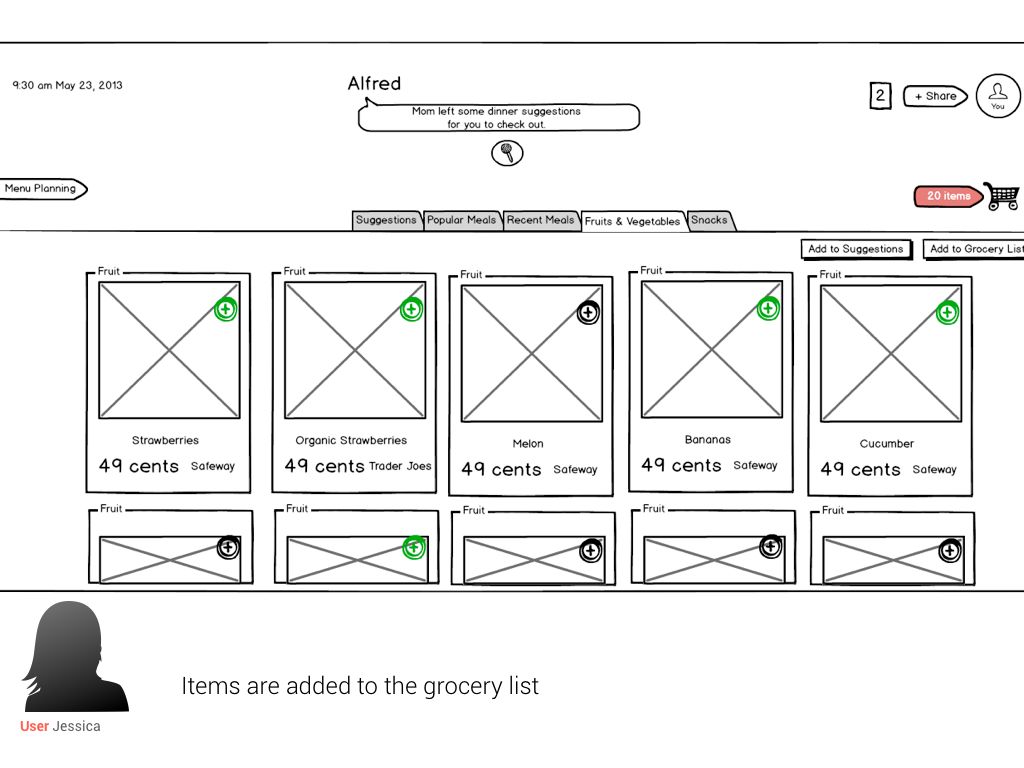 9:30 am May 23, 2013
Alfred
Mom left some dinner suggestions
for you to check out.
2
+ Share
You
Menu Planning
20 items
Suggestions
Popular Meals
Recent Meals
Fruits & Vegetables
Snacks
Add to Suggestions
Add to Grocery List
Fruit
Strawberries
49 cents Safeway
Fruit
Organic Strawberries
49 cents Trader Joes
Fruit
Melon
49 cents Safeway
Fruit
Bananas
49 cents Safeway
Fruit
Cucumber
49 cents Safeway
Fruit
Fruit
Fruit
Fruit
Fruit
Items are added to the grocery list
User Jessica